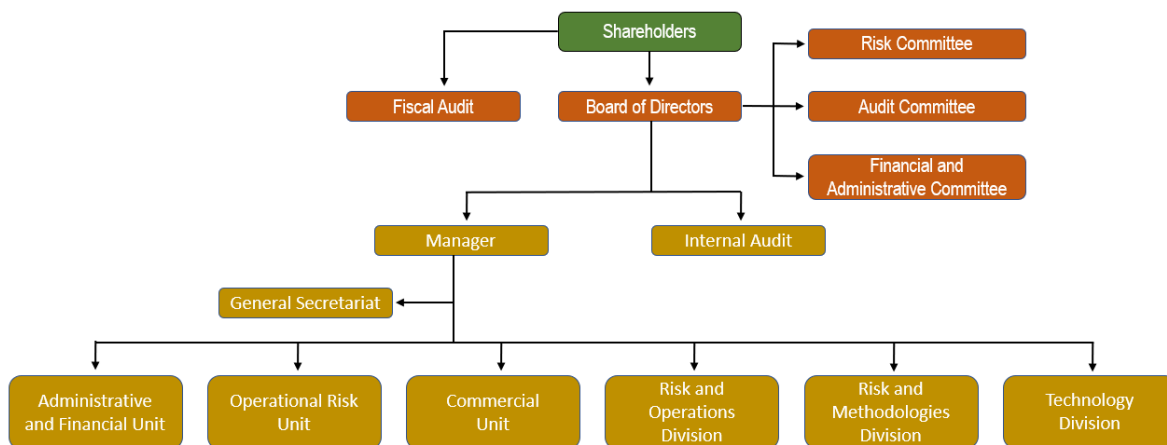 Shareholders
Risk Committee
Fiscal Audit
Board of Directors
Audit Committee
Financial and
Administrative Committee
Manager
Internal Audit
General Secretariat
Administrative
and Financial Unit
Operational Risk
Unit
Commercial
Unit
Risk and
Operations
Division
Risk and
Methodologies
Division
Technology
Division